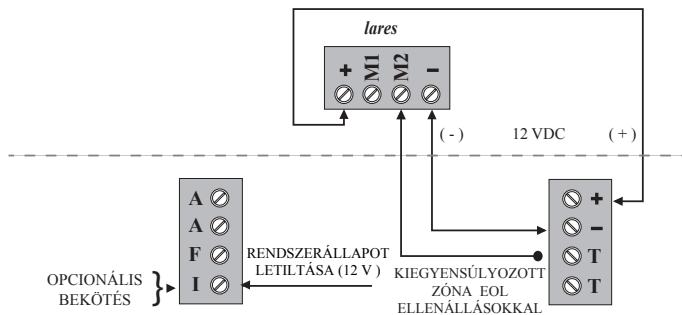 lares
+ M1 M2 −
( - ) 12 VDC ( + )
A
A
F
I
+
−
T
T
RENDSZERÁLLAPOT
LETILTÁSA (12 V )
OPCIONÁLIS
BEKÖTÉS
KIEGYENSÚLYOZOTT
ZÓNA EOL
ELLENÁLLÁSOKKAL